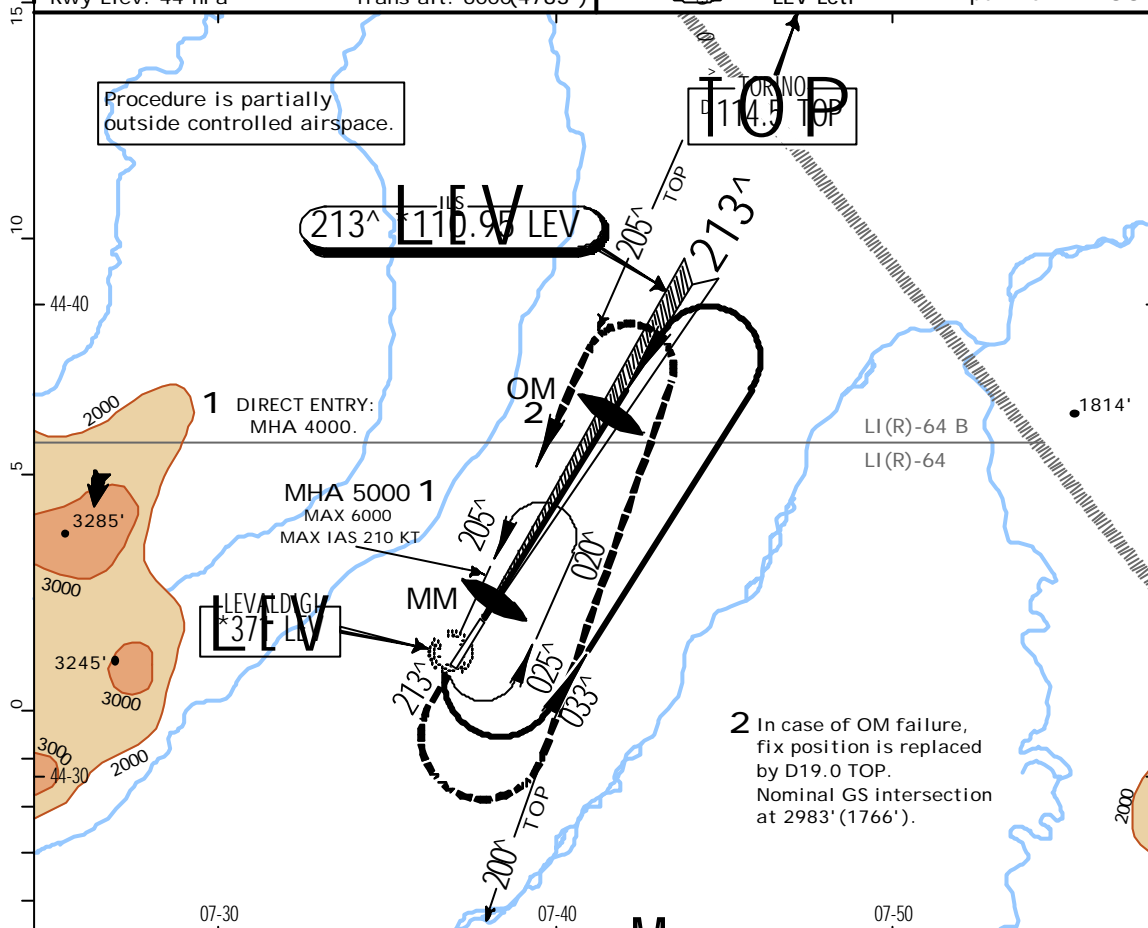 Procedure is partially
outside controlled airspace.
TORINO
TOP
D 114.5 TOP
ILS
LEV
213^ *110.95 LEV
205^
TOP
213^
15
10
5
0
44-40
44-30
OM
2
2000
1 DIRECT ENTRY:
MHA 4000.
1814'
LI(R)-64 B
LI(R)-64
MHA 5000 1
MAX 6000
MAX IAS 210 KT
205^
020^
3285'
3000
MM
LEVALDIGI
LEV
3245'
3000
213^
025^
033^
3000
2000
2 In case of OM failure,
fix position is replaced
by D19.0 TOP.
Nominal GS intersection
at 2983'(1766').
2000
TOP
200^
07-30
07-40
07-50